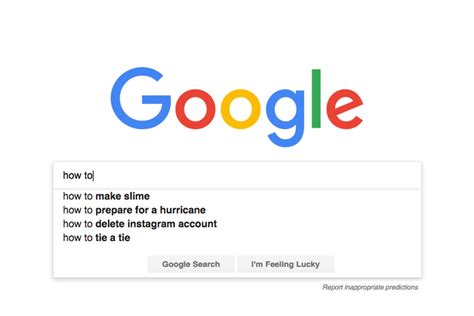 Google
how to
how to make slime
how to prepare for a hurricane
how to delete instagram account
how to tie a tie
Google Search I'm Feeling Lucky
Report inappropriate predictions